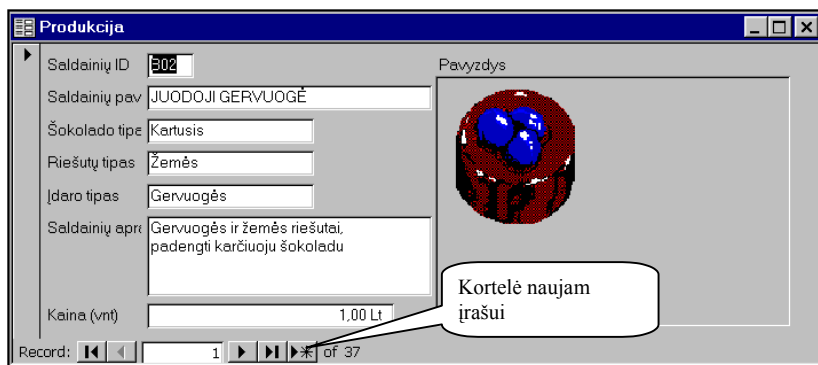 Produkcija
Saldainių ID B02
Pavyzdys
Saldainių pav JUODOJI GERVUOGĖ
Šokolado tipa Kartusis
Riešutų tipas Žemės
Įdaro tipas Gervuogės
Saldainių apra Gervuogės ir žemės riešutai,
padengti karčiuoju šokoladu
Kaina (vnt) 1,00 Lt
Kortelė naujam
įrašui
Record: 1 of 37